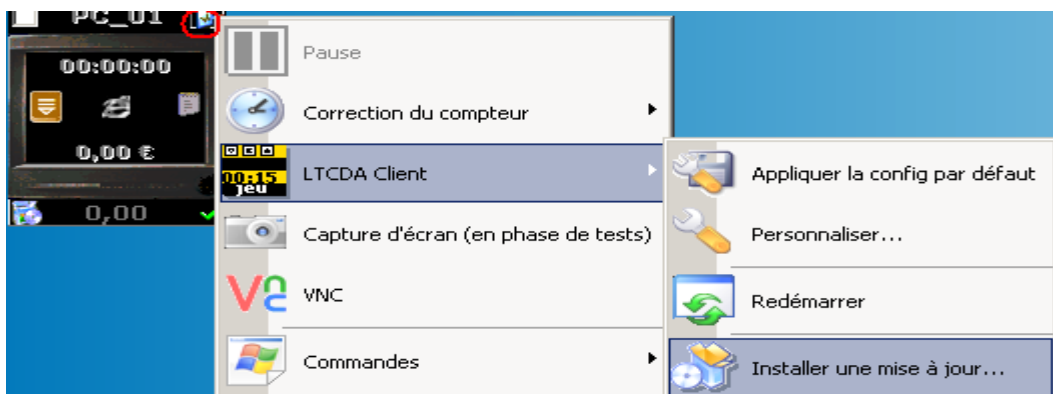 PC_01
00:00:00
0,00 €
0,00
Pause
Correction du compteur
00:15
jeu
LTCDA Client
Capture d'écran (en phase de tests)
VNC
Commandes
Appliquer la config par défaut
Personnaliser...
Redémarrer
Installer une mise à jour...